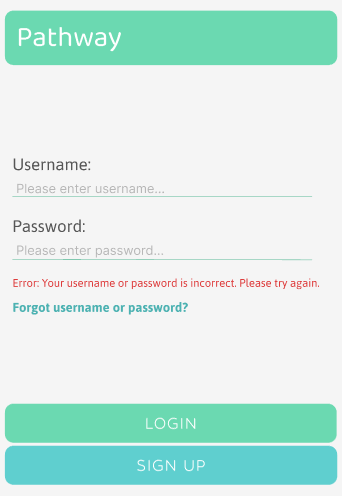 Pathway
Username:
Please enter username...
Password:
Please enter password...
Error: Your username or password is incorrect. Please try again.
Forgot username or password?
LOGIN
SIGN UP